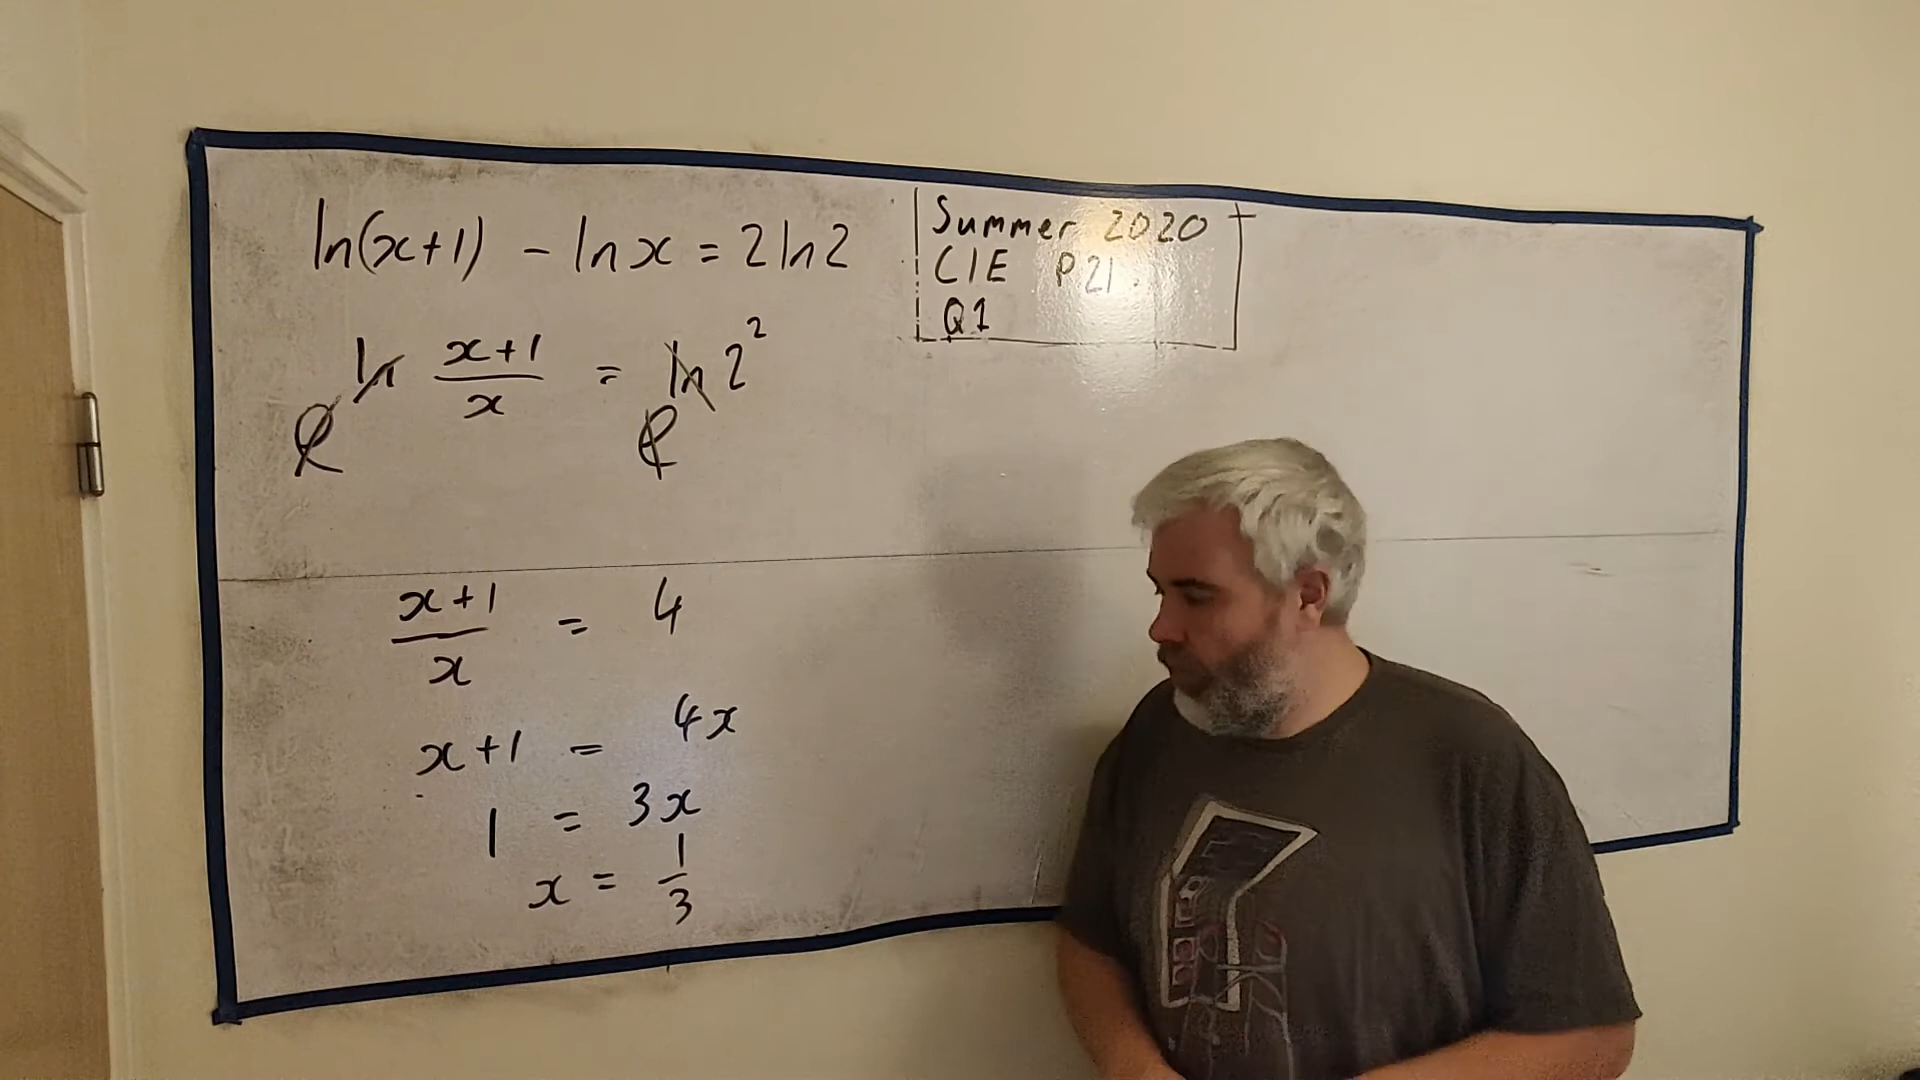 ln(x+1) - ln x = 2 ln 2
Summer 2020
CIE P21.
Q1
e^(ln (x+1)/x) = e^(ln 2²)
(x+1)/x = 4
x+1 = 4x
1 = 3x
x = 1/3